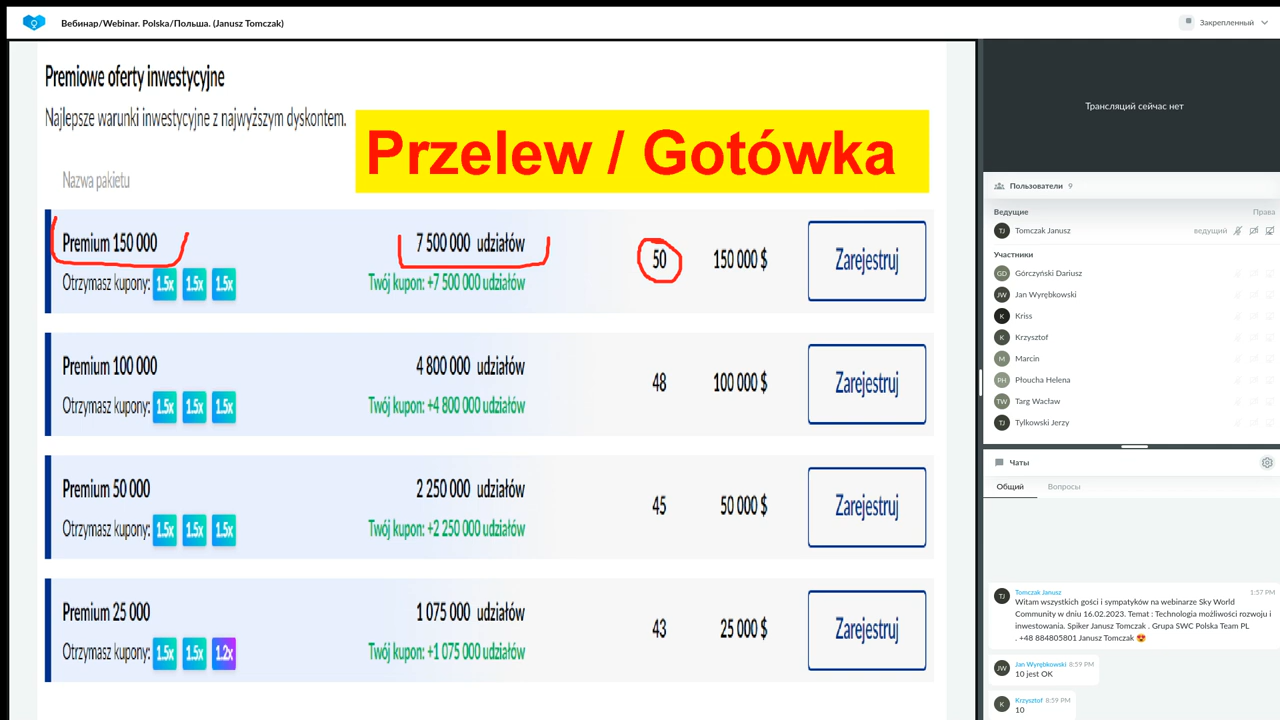 Вебинар/Webinar. Polska/Польша. (Janusz Tomczak)
Закрепленный
Premiowe oferty inwestycyjne
Najlepsze warunki inwestycyjne z najwyższym dyskontem.
Przelew / Gotówka
Nazwa pakietu
Premium 150 000
7 500 000 udziałów
50
150 000 $
Zarejestruj
Otrzymasz kupony: 1.5x 1.5x 1.5x
Twój kupon: +7 500 000 udziałów
Premium 100 000
4 800 000 udziałów
48
100 000 $
Zarejestruj
Otrzymasz kupony: 1.5x 1.5x 1.5x
Twój kupon: +4 800 000 udziałów
Premium 50 000
2 250 000 udziałów
45
50 000 $
Zarejestruj
Otrzymasz kupony: 1.5x 1.5x 1.5x
Twój kupon: +2 250 000 udziałów
Premium 25 000
1 075 000 udziałów
43
25 000 $
Zarejestruj
Otrzymasz kupony: 1.5x 1.5x 1.2x
Twój kupon: +1 075 000 udziałów
Трансляций сейчас нет
Пользователи 9
Ведущие Права
TJ Tomczak Janusz ведущий
Участники
GD Górczyński Dariusz
JW Jan Wyrębkowski
K Kriss
K Krzysztof
M Marcin
PH Płoucha Helena
TW Targ Wacław
TJ Tylkowski Jerzy
Чаты
Общий Вопросы
TJ Tomczak Janusz 1:57 PM
Witam wszystkich gości i sympatyków na webinarze Sky World
Community w dniu 16.02.2023. Temat : Technologia możliwości rozwoju i
inwestowania. Spiker Janusz Tomczak . Grupa SWC Polska Team PL
. +48 884805801 Janusz Tomczak 😍
JW Jan Wyrębkowski 8:59 PM
10 jest OK
K Krzysztof 8:59 PM
10